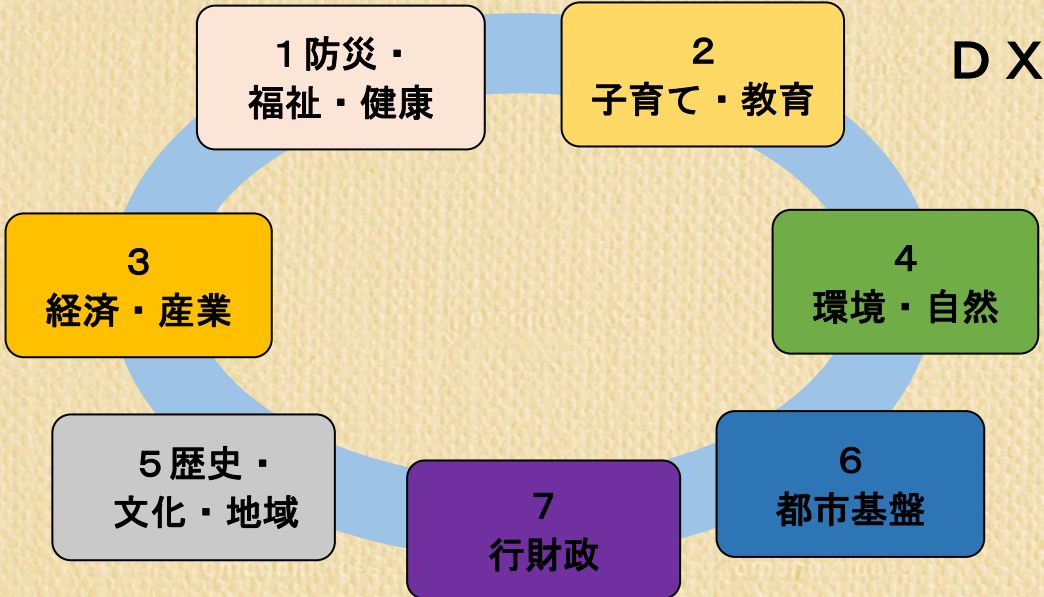 1防災・
福祉・健康
2
子育て・教育
DX
3
経済・産業
4
環境・自然
5歴史・
文化・地域
6
都市基盤
7
行財政